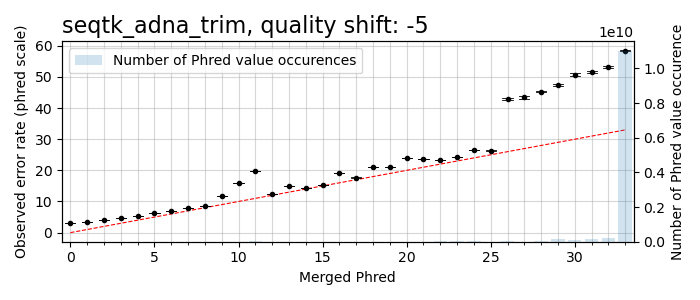 seqtk_adna_trim, quality shift: -5
1e10
Number of Phred value occurences
Observed error rate (phred scale)
60
50
40
30
20
10
0
1.0
0.8
0.6
0.4
0.2
0.0
Number of Phred value occurence
0 5 10 15 20 25 30
Merged Phred